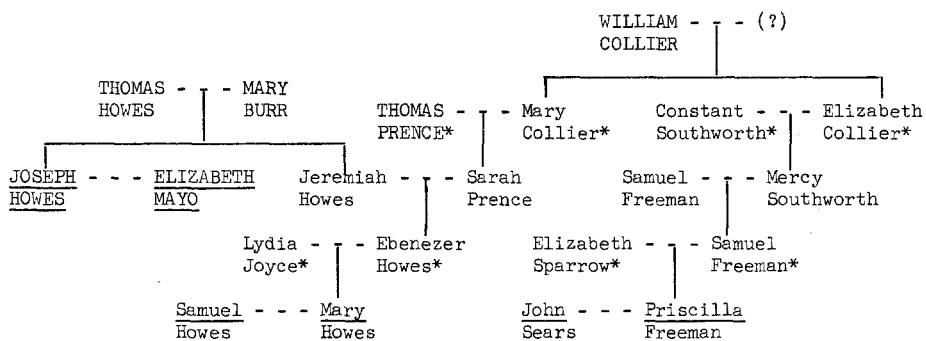 WILLIAM - - - (?)
COLLIER
THOMAS - - - MARY
HOWES BURR
THOMAS - - - Mary Constant - - - Elizabeth
PRENCE* Collier* Southworth* Collier*
JOSEPH - - - ELIZABETH Jeremiah - - - Sarah Samuel - - - Mercy
HOWES MAYO Howes Prence Freeman Southworth
Lydia - - - Ebenezer Elizabeth - - - Samuel
Joyce* Howes* Sparrow* Freeman*
Samuel - - - Mary John - - - Priscilla
Howes Howes Sears Freeman